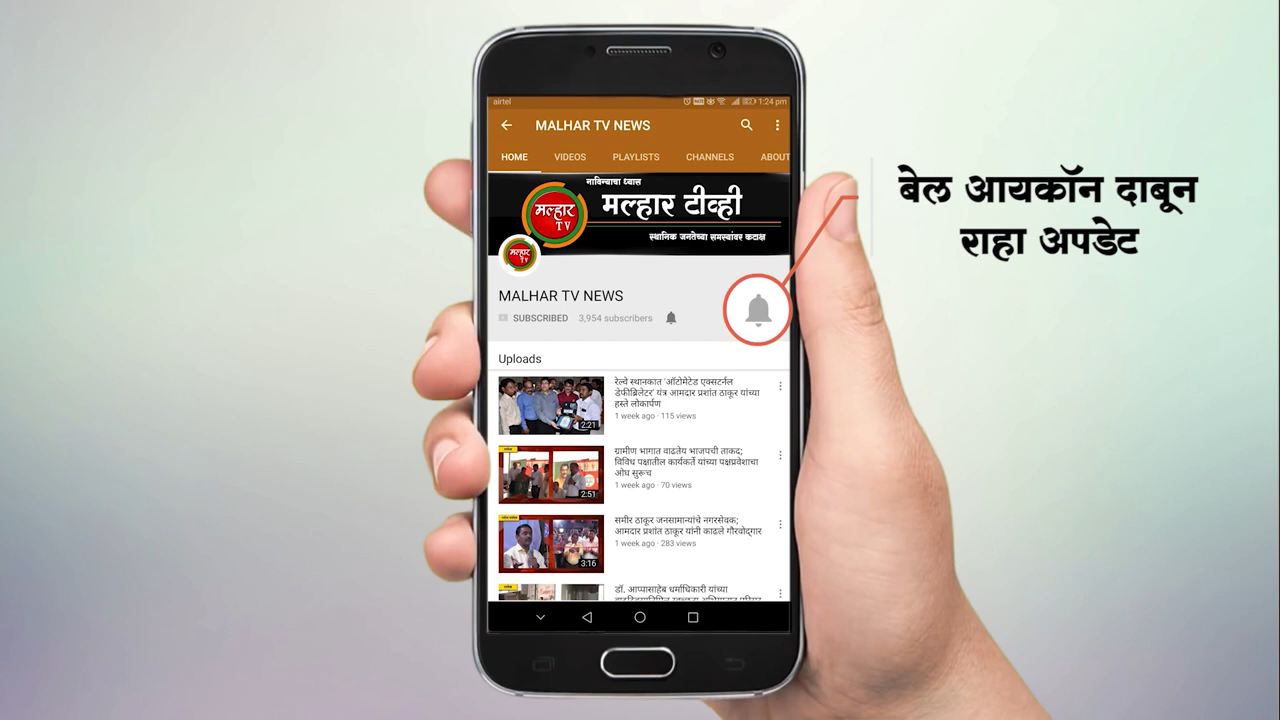 airtel 1:24 pm
MALHAR TV NEWS
HOME VIDEOS PLAYLISTS CHANNELS ABOUT
नाविन्याचा ध्यास
मल्हार टीव्ही
मल्हार
TV
स्थानिक जनतेच्या समस्यांवर कटाक्ष
मल्हार
TV
MALHAR TV NEWS
SUBSCRIBED 3,954 subscribers
Uploads
रेल्वे स्थानकात 'ऑटोमेटेड एक्सटर्नल
डेफीब्रिलेटर' यंत्र आमदार प्रशांत ठाकूर यांच्या
हस्ते लोकार्पण
1 week ago · 115 views
2:21
ग्रामीण भागात वाढतेय भाजपची ताकद;
विविध पक्षातील कार्यकर्ते यांच्या पक्षप्रवेशाचा
ओघ सुरूच
1 week ago · 70 views
2:51
समीर ठाकूर जनसामान्यांचे नगरसेवक;
आमदार प्रशांत ठाकूर यांनी काढले गौरवोद्गार
1 week ago · 283 views
3:16
डॉ. आप्पासाहेब धर्माधिकारी यांच्या
बेल आयकॉन दाबून
राहा अपडेट